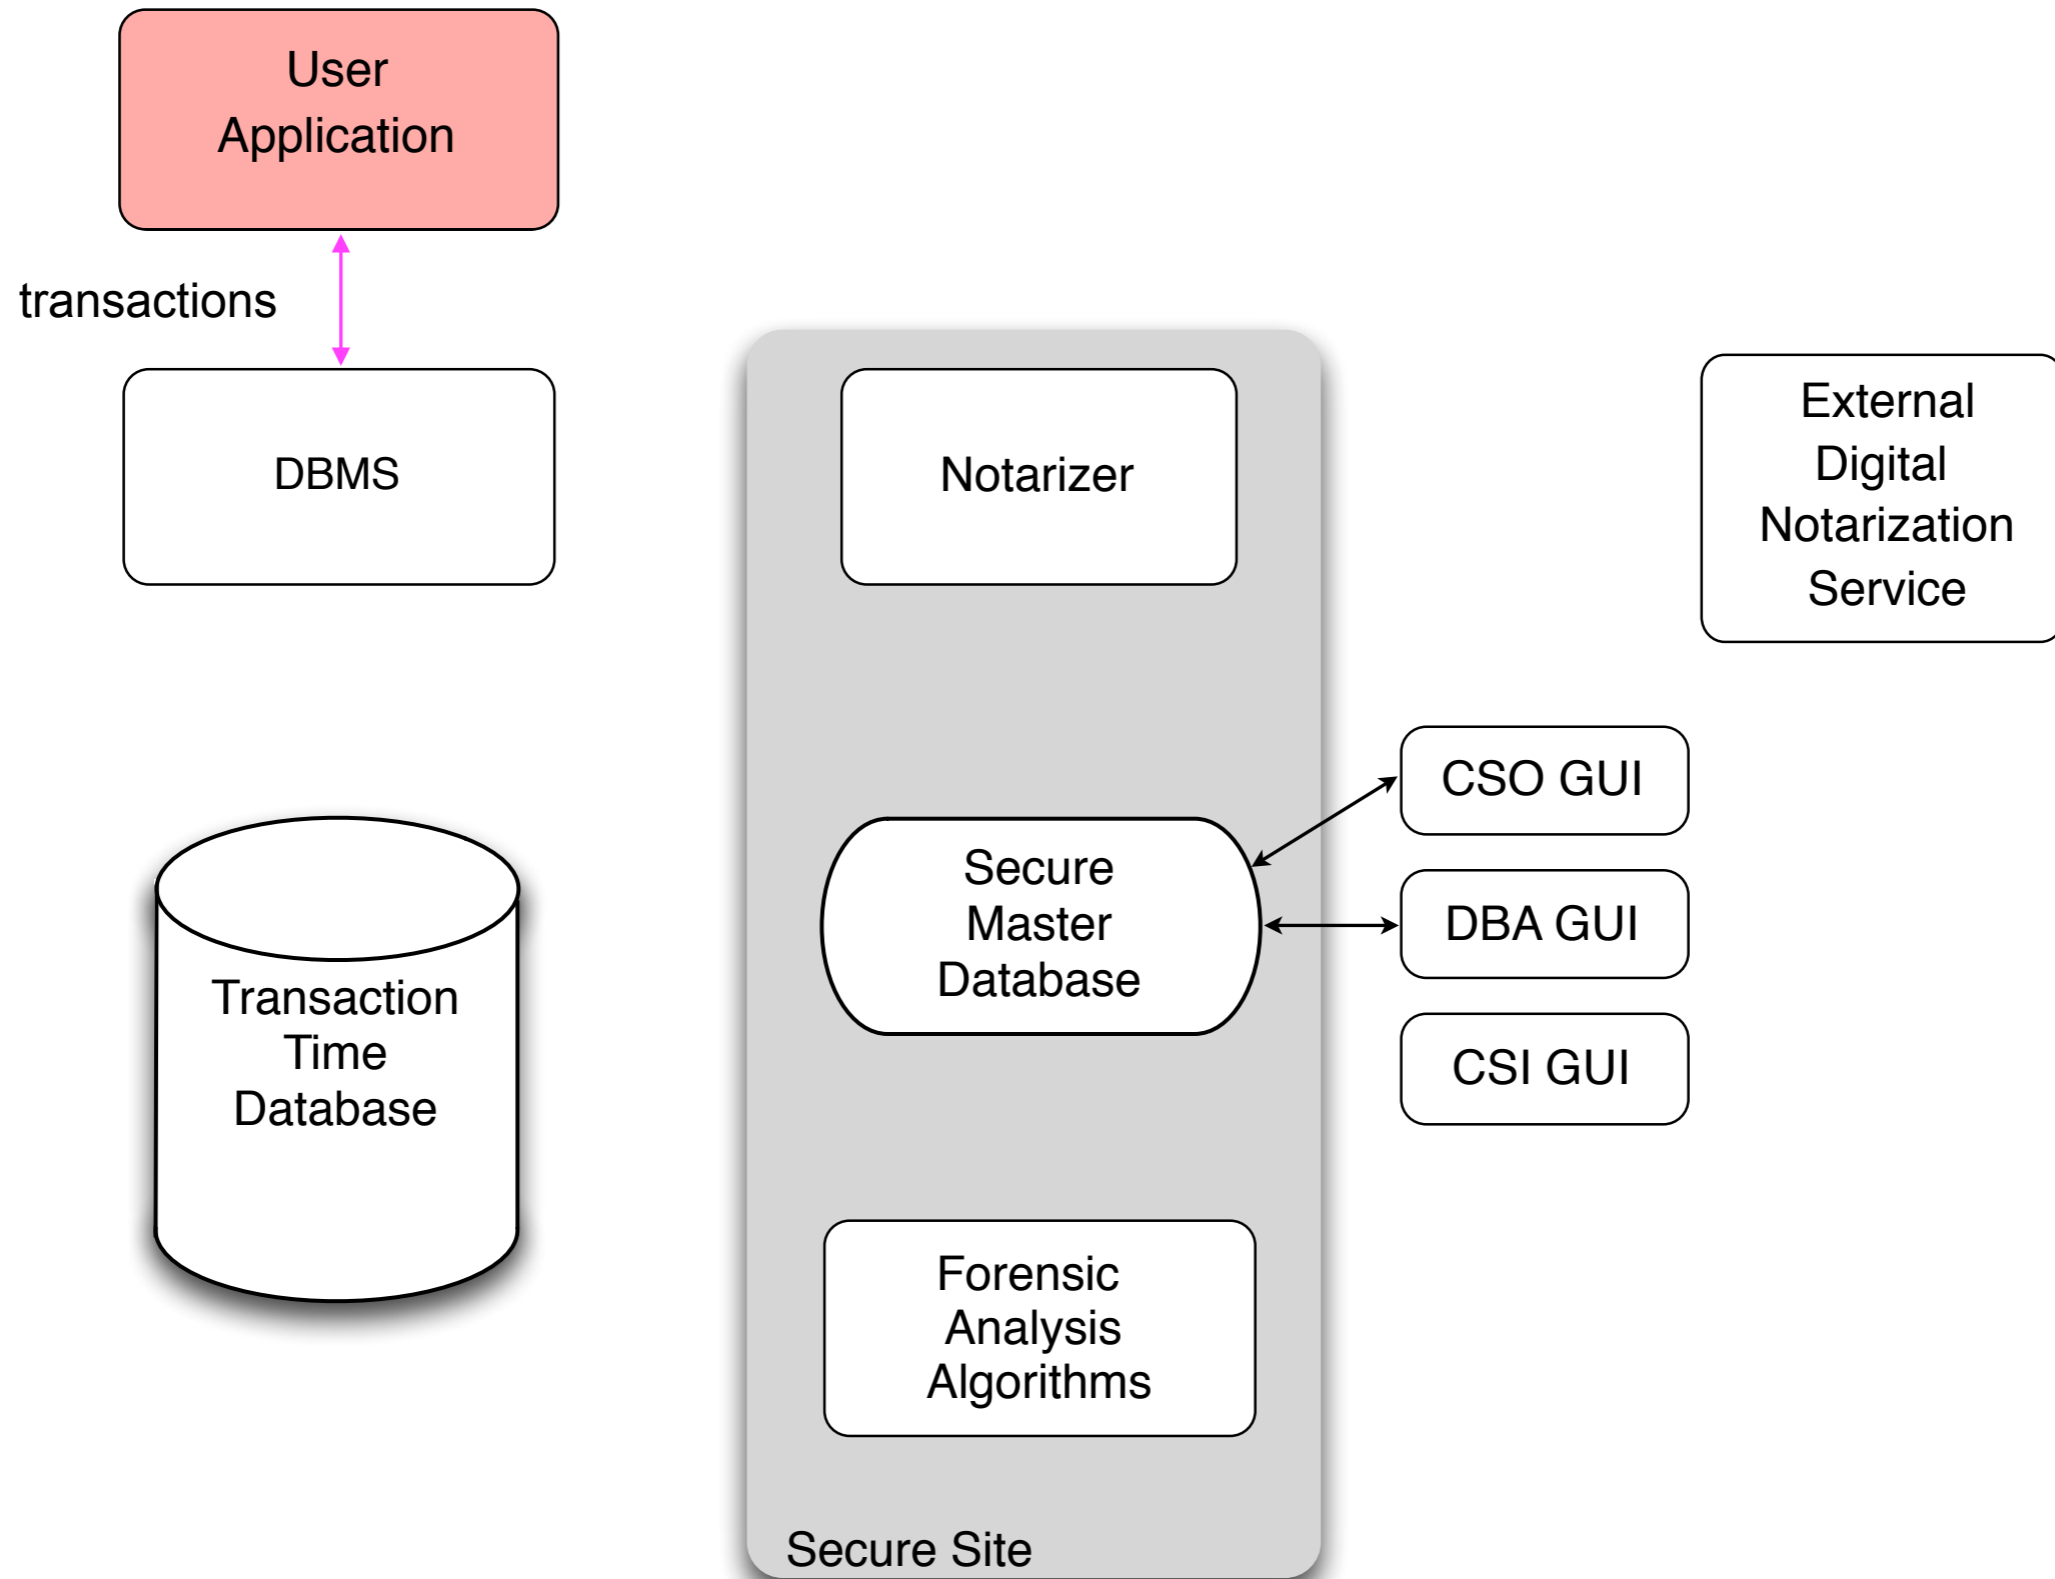 User
Application
transactions
DBMS
Notarizer
External
Digital
Notarization
Service
CSO GUI
Secure
Master
Database
DBA GUI
CSI GUI
Transaction
Time
Database
Forensic
Analysis
Algorithms
Secure Site